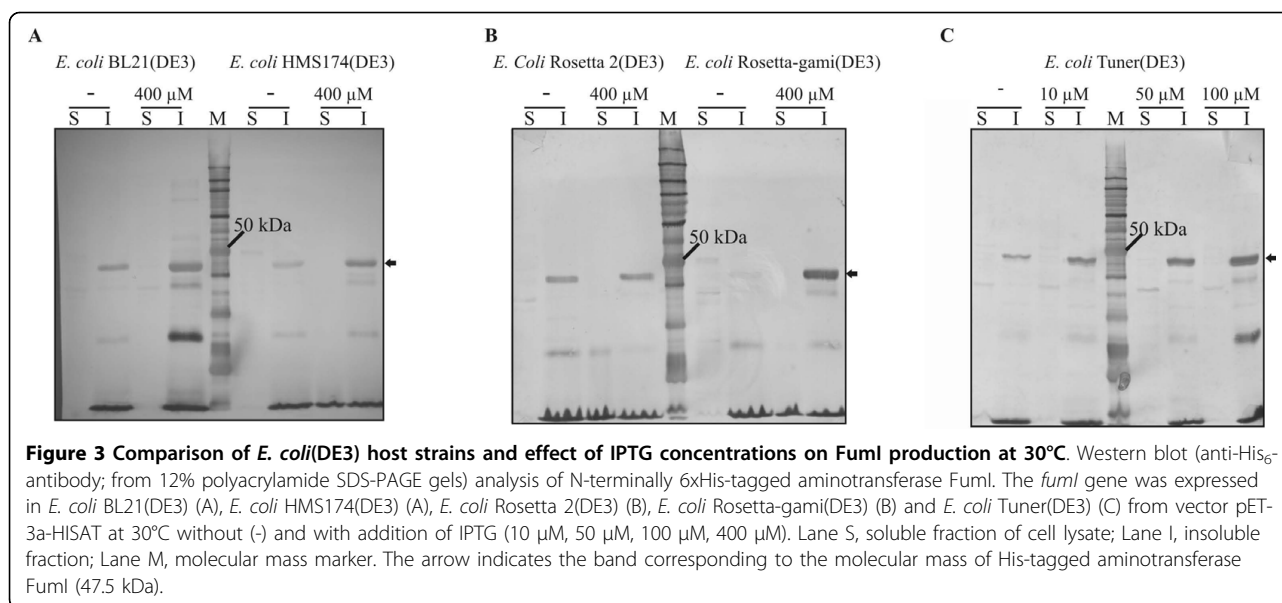 A
E. coli BL21(DE3) E. coli HMS174(DE3)
- 400 µM - 400 µM
S I S I M S I S I
50 kDa
B
E. Coli Rosetta 2(DE3) E. coli Rosetta-gami(DE3)
- 400 µM - 400 µM
S I S I M S I S I
50 kDa
C
E. coli Tuner(DE3)
- 10 µM 50 µM 100 µM
S I S I M S I S I
50 kDa
Figure 3 Comparison of E. coli(DE3) host strains and effect of IPTG concentrations on FumI production at 30°C. Western blot (anti-His6-
antibody; from 12% polyacrylamide SDS-PAGE gels) analysis of N-terminally 6xHis-tagged aminotransferase FumI. The fumI gene was expressed
in E. coli BL21(DE3) (A), E. coli HMS174(DE3) (A), E. coli Rosetta 2(DE3) (B), E. coli Rosetta-gami(DE3) (B) and E. coli Tuner(DE3) (C) from vector pET-
3a-HISAT at 30°C without (-) and with addition of IPTG (10 µM, 50 µM, 100 µM, 400 µM). Lane S, soluble fraction of cell lysate; Lane I, insoluble
fraction; Lane M, molecular mass marker. The arrow indicates the band corresponding to the molecular mass of His-tagged aminotransferase
FumI (47.5 kDa).